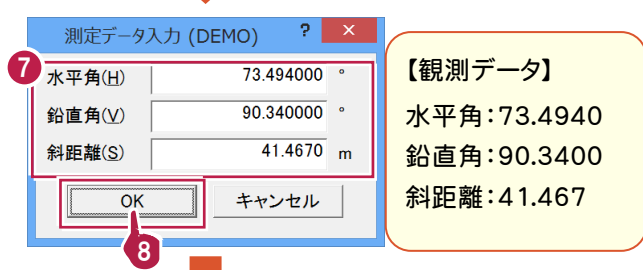 測定データ入力 (DEMO) ? ×
7
水平角(H) 73.494000 °
鉛直角(V) 90.340000 °
斜距離(S) 41.4670 m
OK キャンセル
8
【観測データ】
水平角：73.4940
鉛直角：90.3400
斜距離：41.467